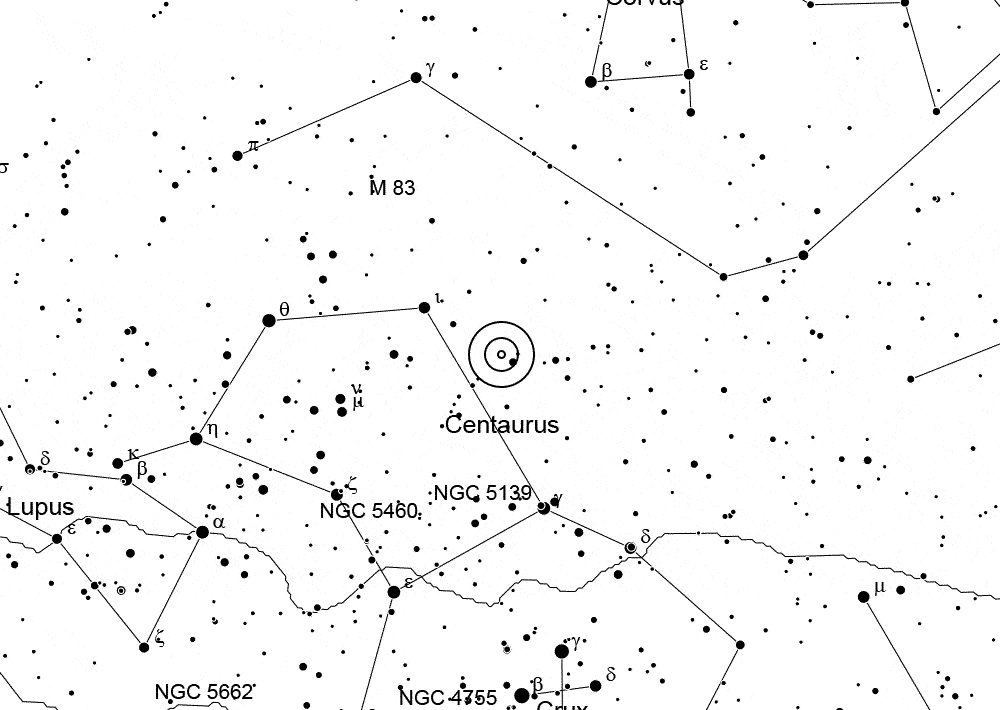 Corvus
β ε
γ
π
σ
M 83
θ ι
ν
μ
Centaurus
η
κ
δ β
ζ
NGC 5139
γ
Lupus
NGC 5460
ε α
δ
ε
μ
ζ
γ
δ
NGC 5662
NGC 4755 β
Crux